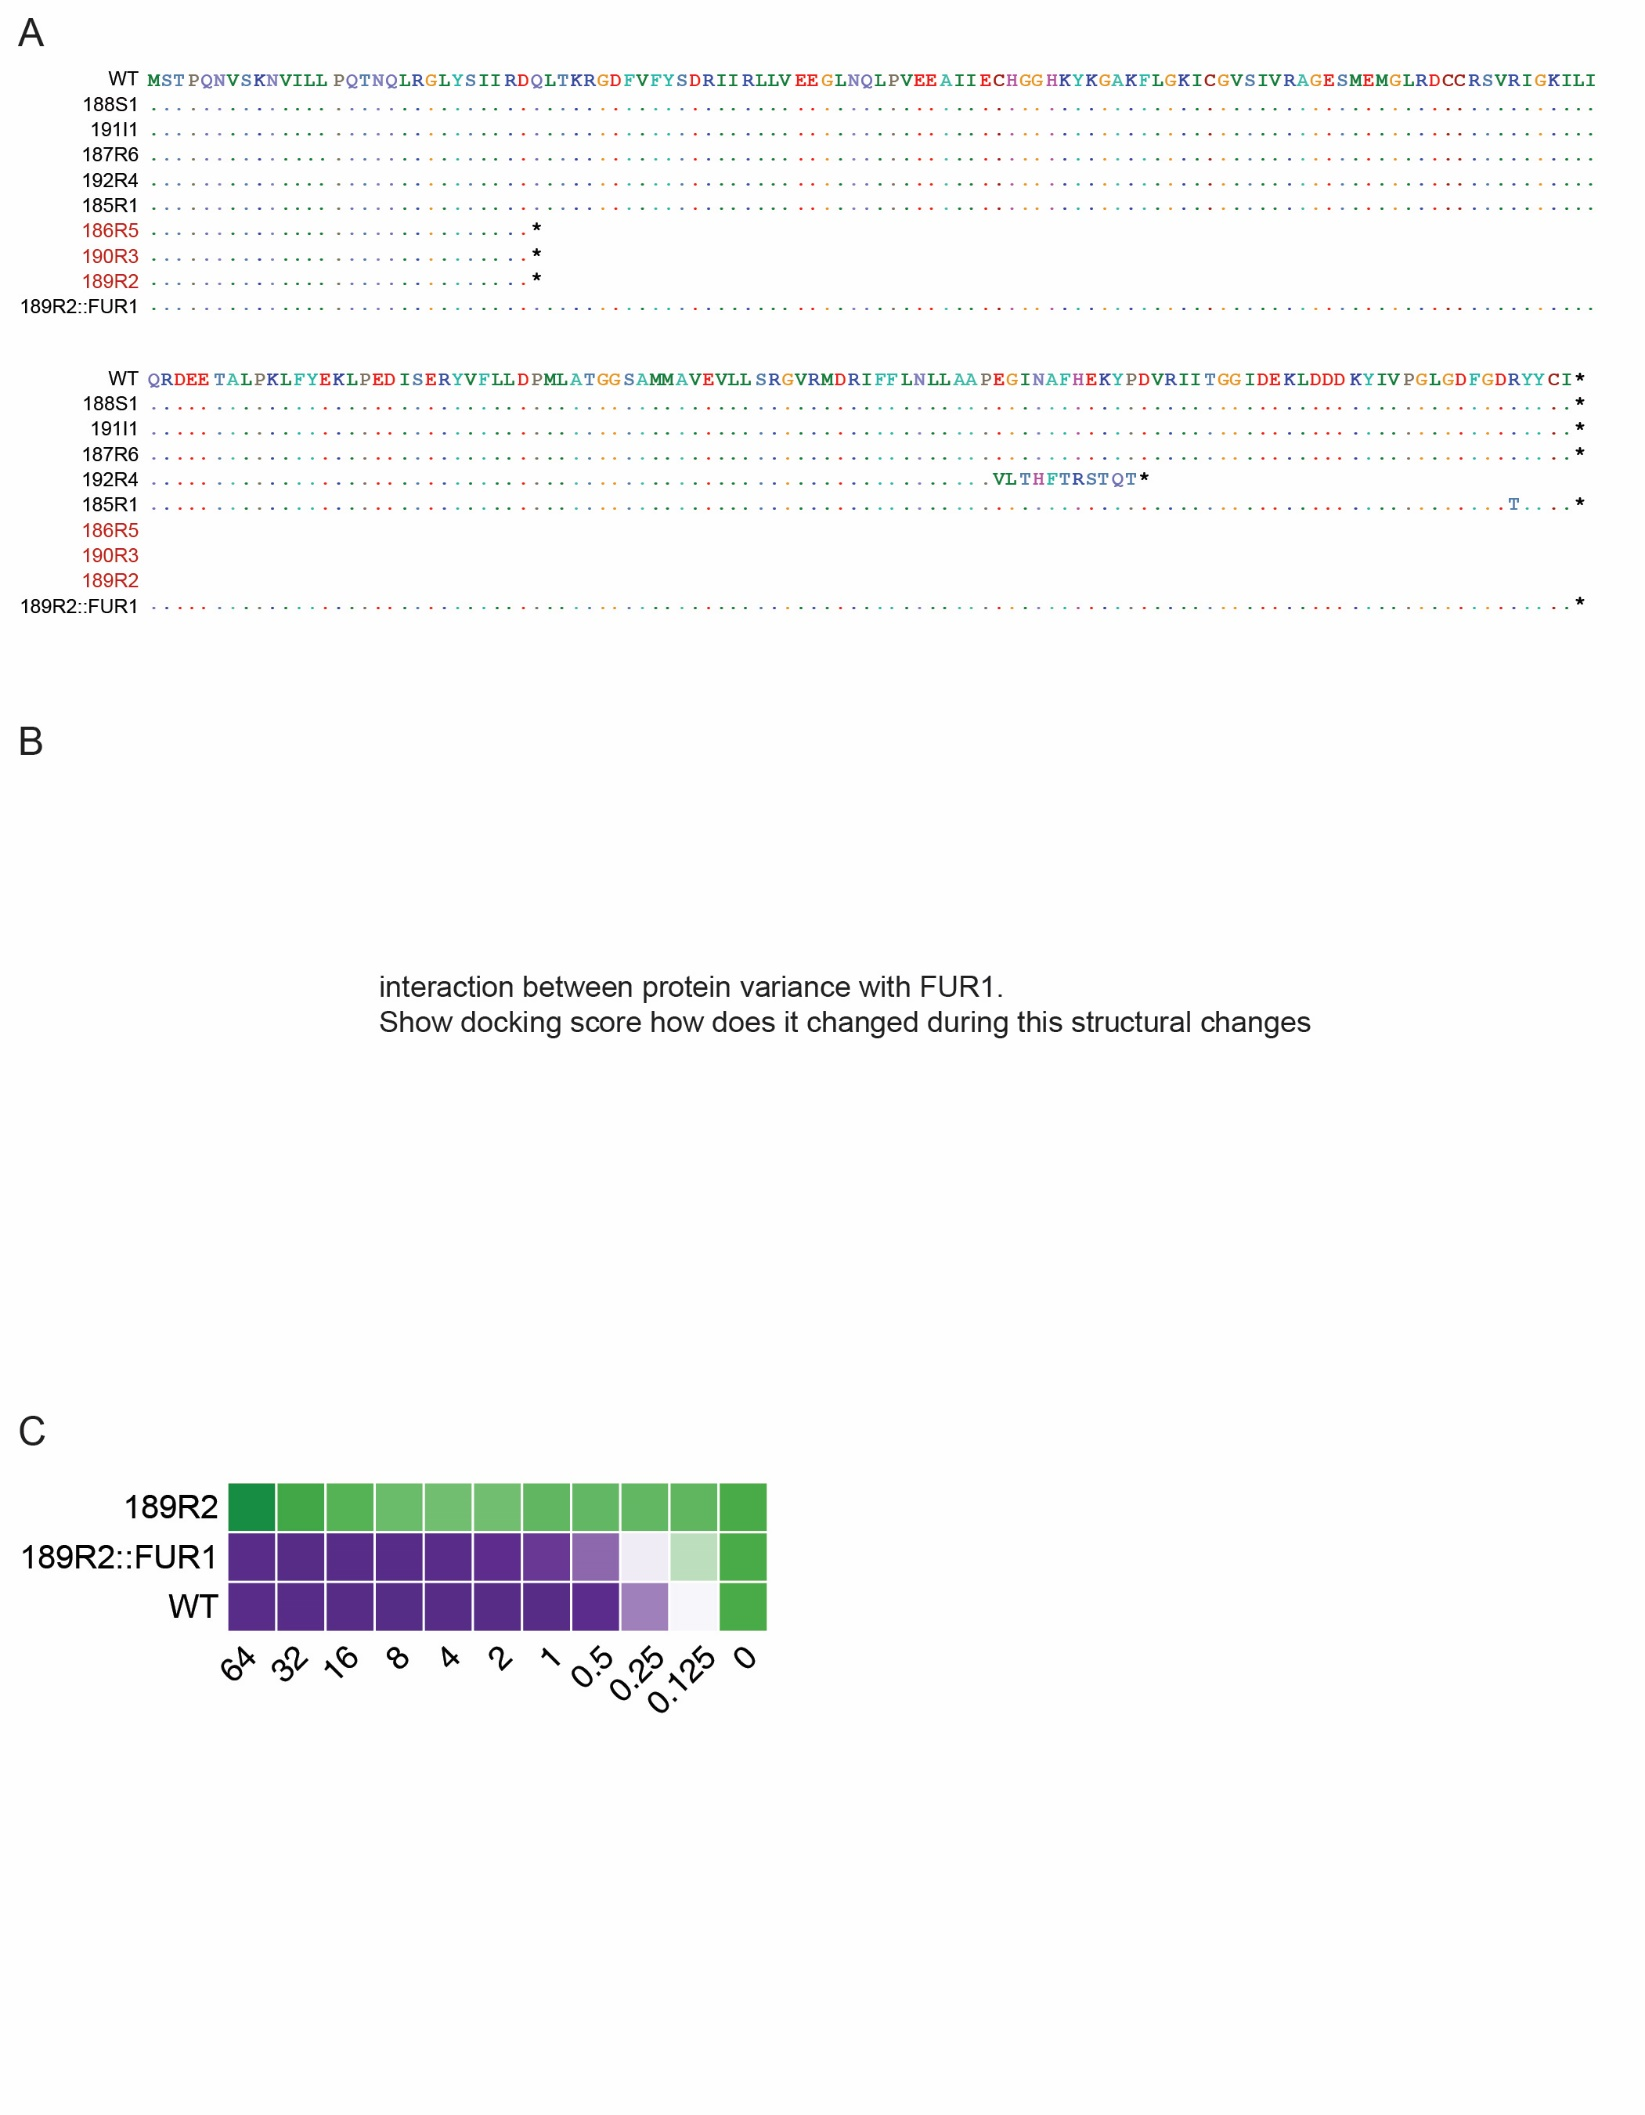 A
WT MSTPQNVSKNVILLPQTNQLRGLYSIIRDQLTKRGDFVFYSDRIIRLLVEEGLNQLPVEEAIIECHGGHKYKGAKFLGKICGVSIVRAGESMEMGLRDCCRSVRIGKILI
188S1
191I1
187R6
192R4
185R1
186R5 *
190R3 *
189R2 *
189R2::FUR1
WT QRDEETALPKLFYEKLPEDISERYVFLLDPMLATGGSAMMAVEVLLSRGVRMDRIFFLNLLAAPEGINAFHEKYPDVRIITGGIDEKLDDDKYIVPGLGDFGDRYYCI*
188S1 *
191I1 *
187R6 *
192R4 VLTHFTRSTQT*
185R1 T *
186R5
190R3
189R2
189R2::FUR1 *
B
interaction between protein variance with FUR1.
Show docking score how does it changed during this structural changes
C
189R2
189R2::FUR1
WT
64 32 16 8 4 2 1 0.5 0.25 0.125 0